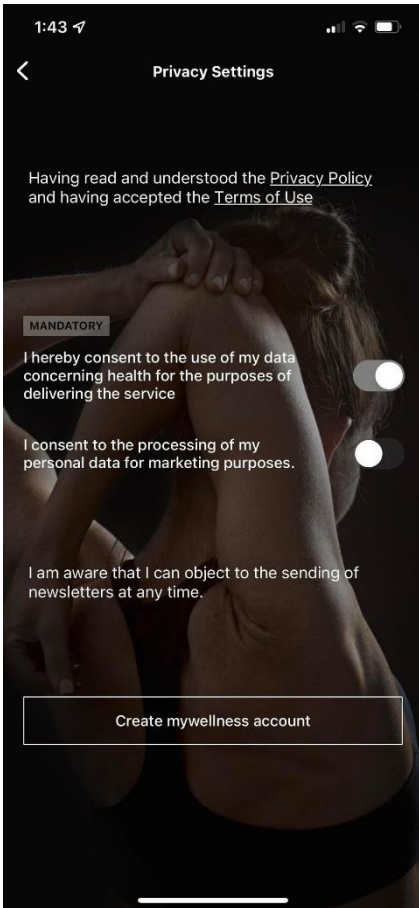 1:43
Privacy Settings
Having read and understood the Privacy Policy
and having accepted the Terms of Use
MANDATORY
I hereby consent to the use of my data
concerning health for the purposes of
delivering the service
I consent to the processing of my
personal data for marketing purposes.
I am aware that I can object to the sending of
newsletters at any time.
Create mywellness account